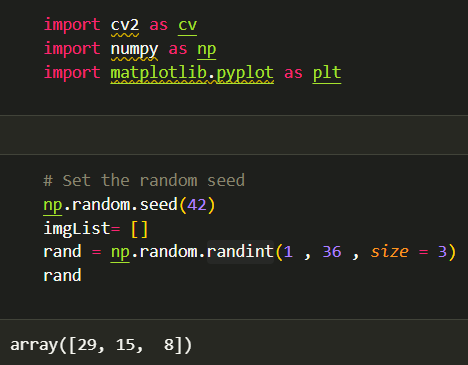 import cv2 as cv
import numpy as np
import matplotlib.pyplot as plt
# Set the random seed
np.random.seed(42)
imgList= []
rand = np.random.randint(1 , 36 , size = 3)
rand
array([29, 15,  8])